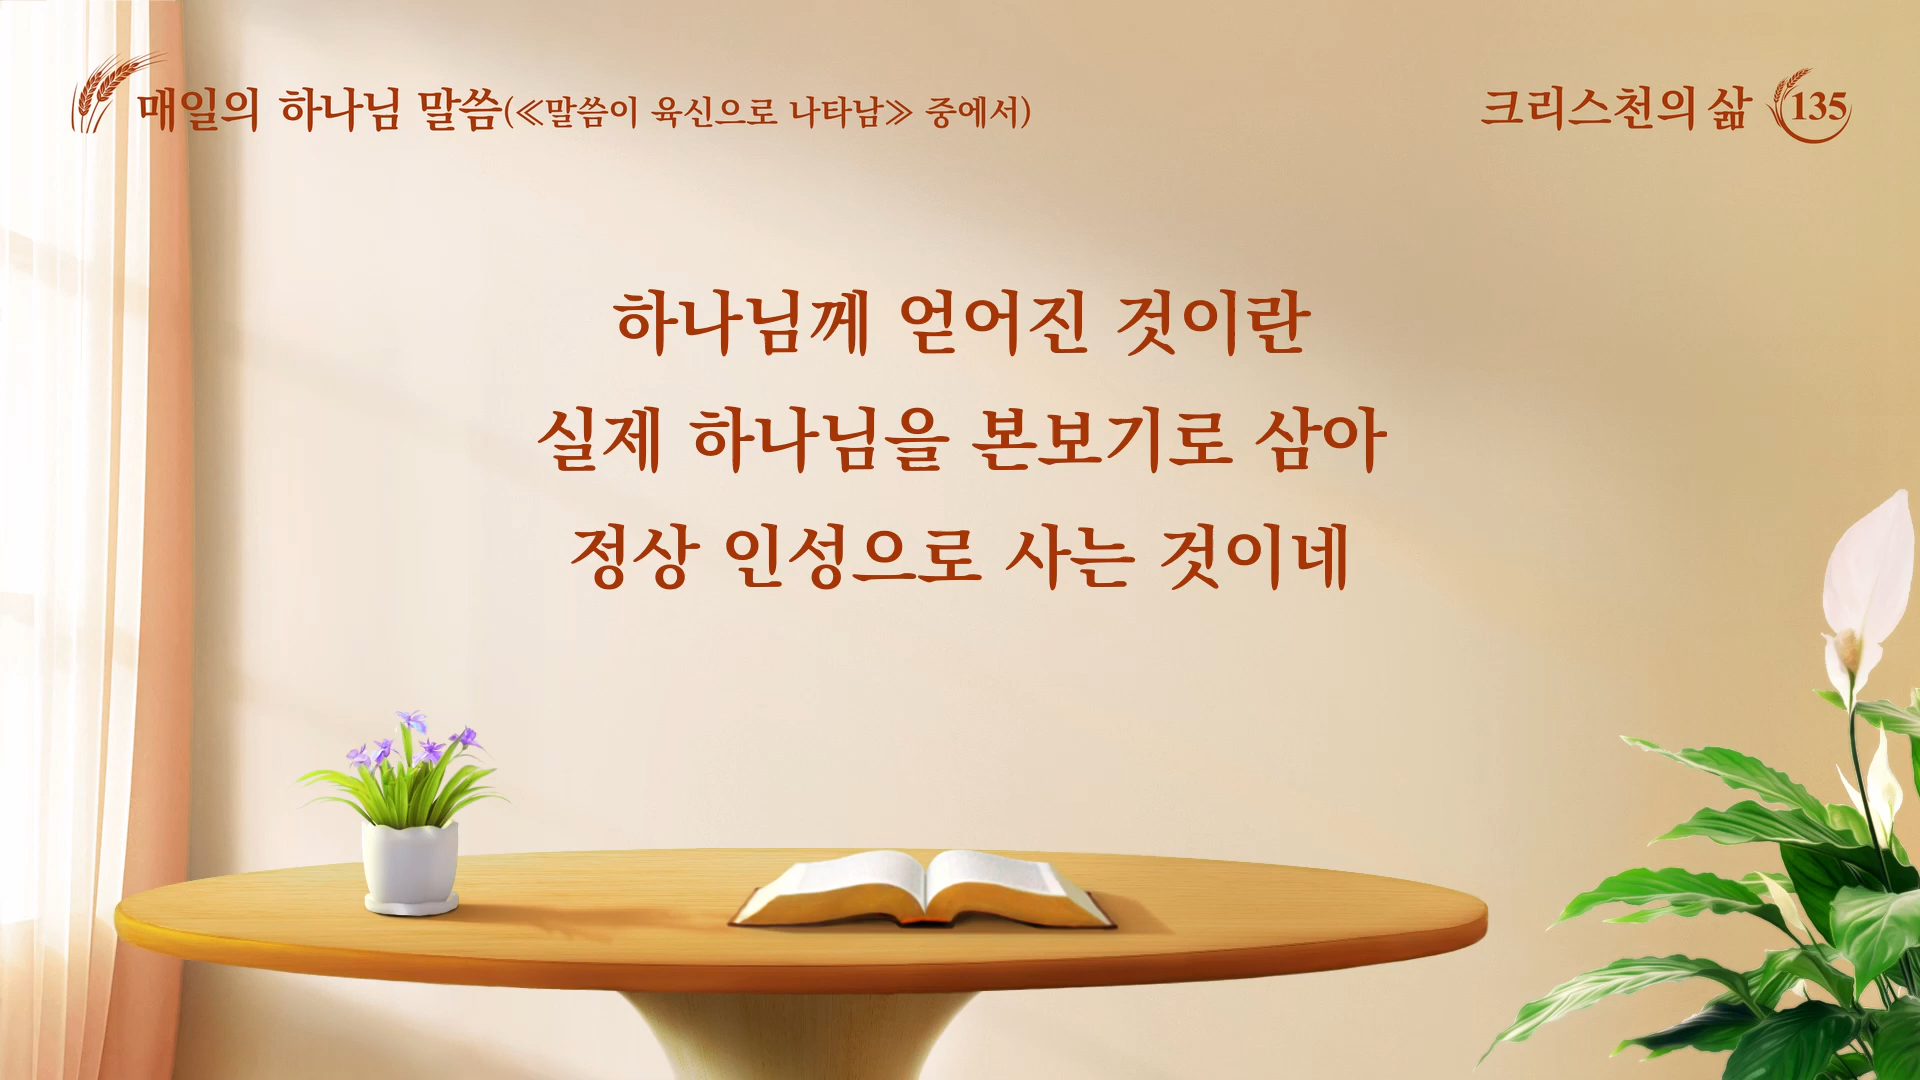 매일의 하나님 말씀(≪말씀이 육신으로 나타남≫ 중에서)
크리스천의 삶 135
하나님께 얻어진 것이란
실제 하나님을 본보기로 삼아
정상 인성으로 사는 것이네